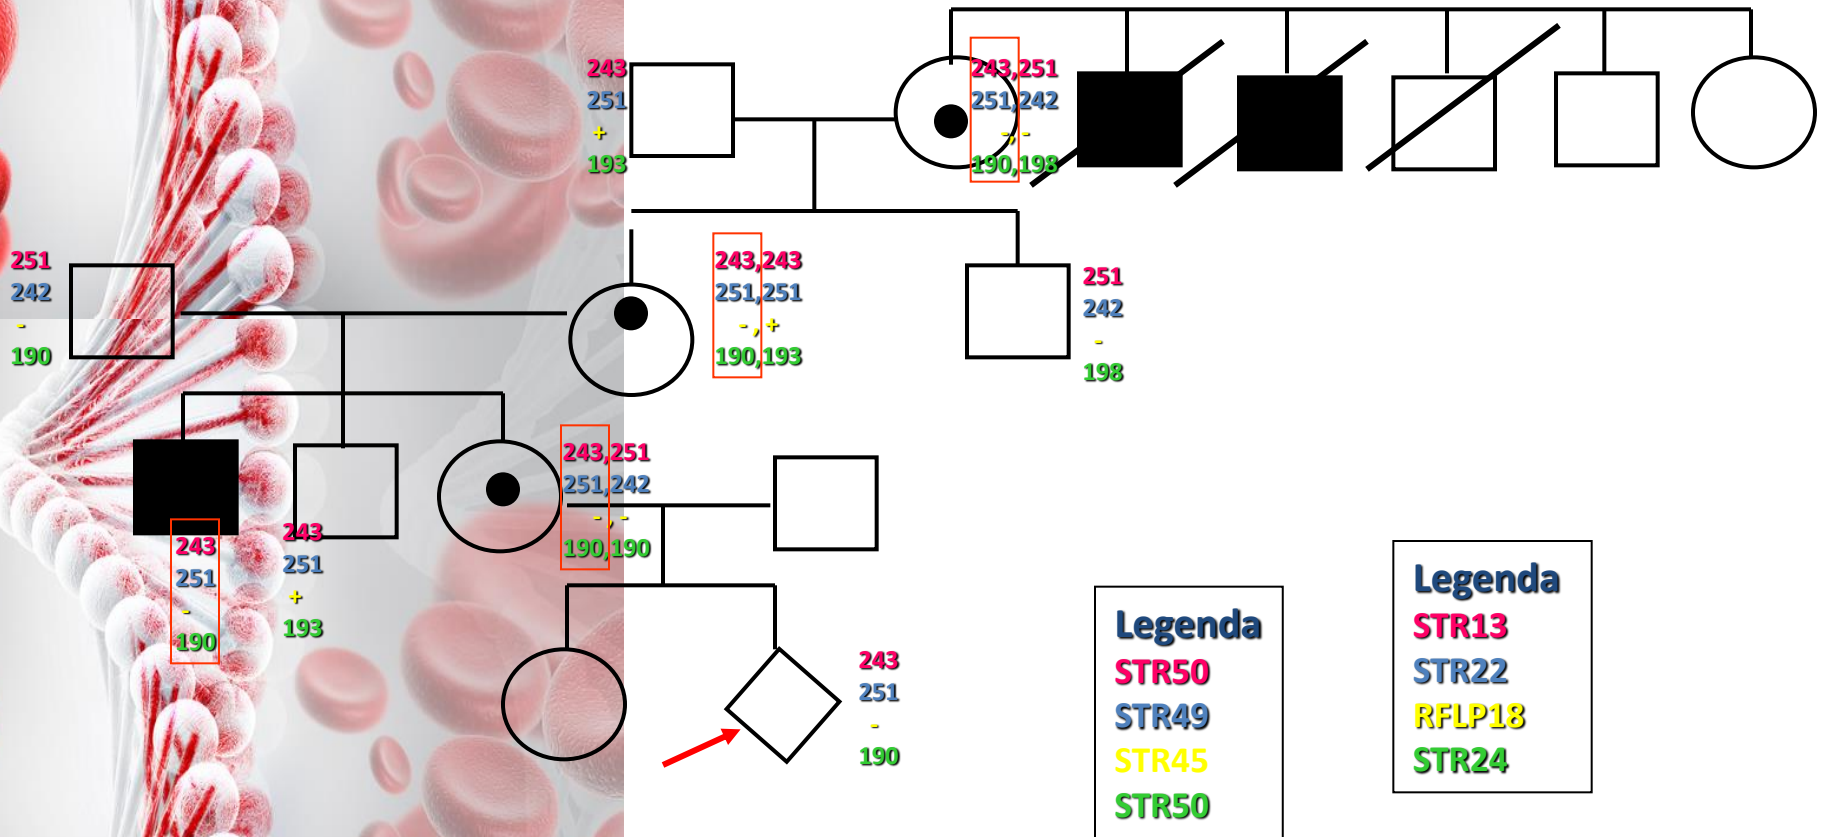 243
251
+
193
243,251
251,242
-, -
190,198
251
242
-
190
243,243
251,251
- , +
190,193
251
242
-
198
243
251
-
190
243
251
+
193
243,251
251,242
- , -
190,190
243
251
-
190
Legenda
STR50
STR49
STR45
STR50
Legenda
STR13
STR22
RFLP18
STR24